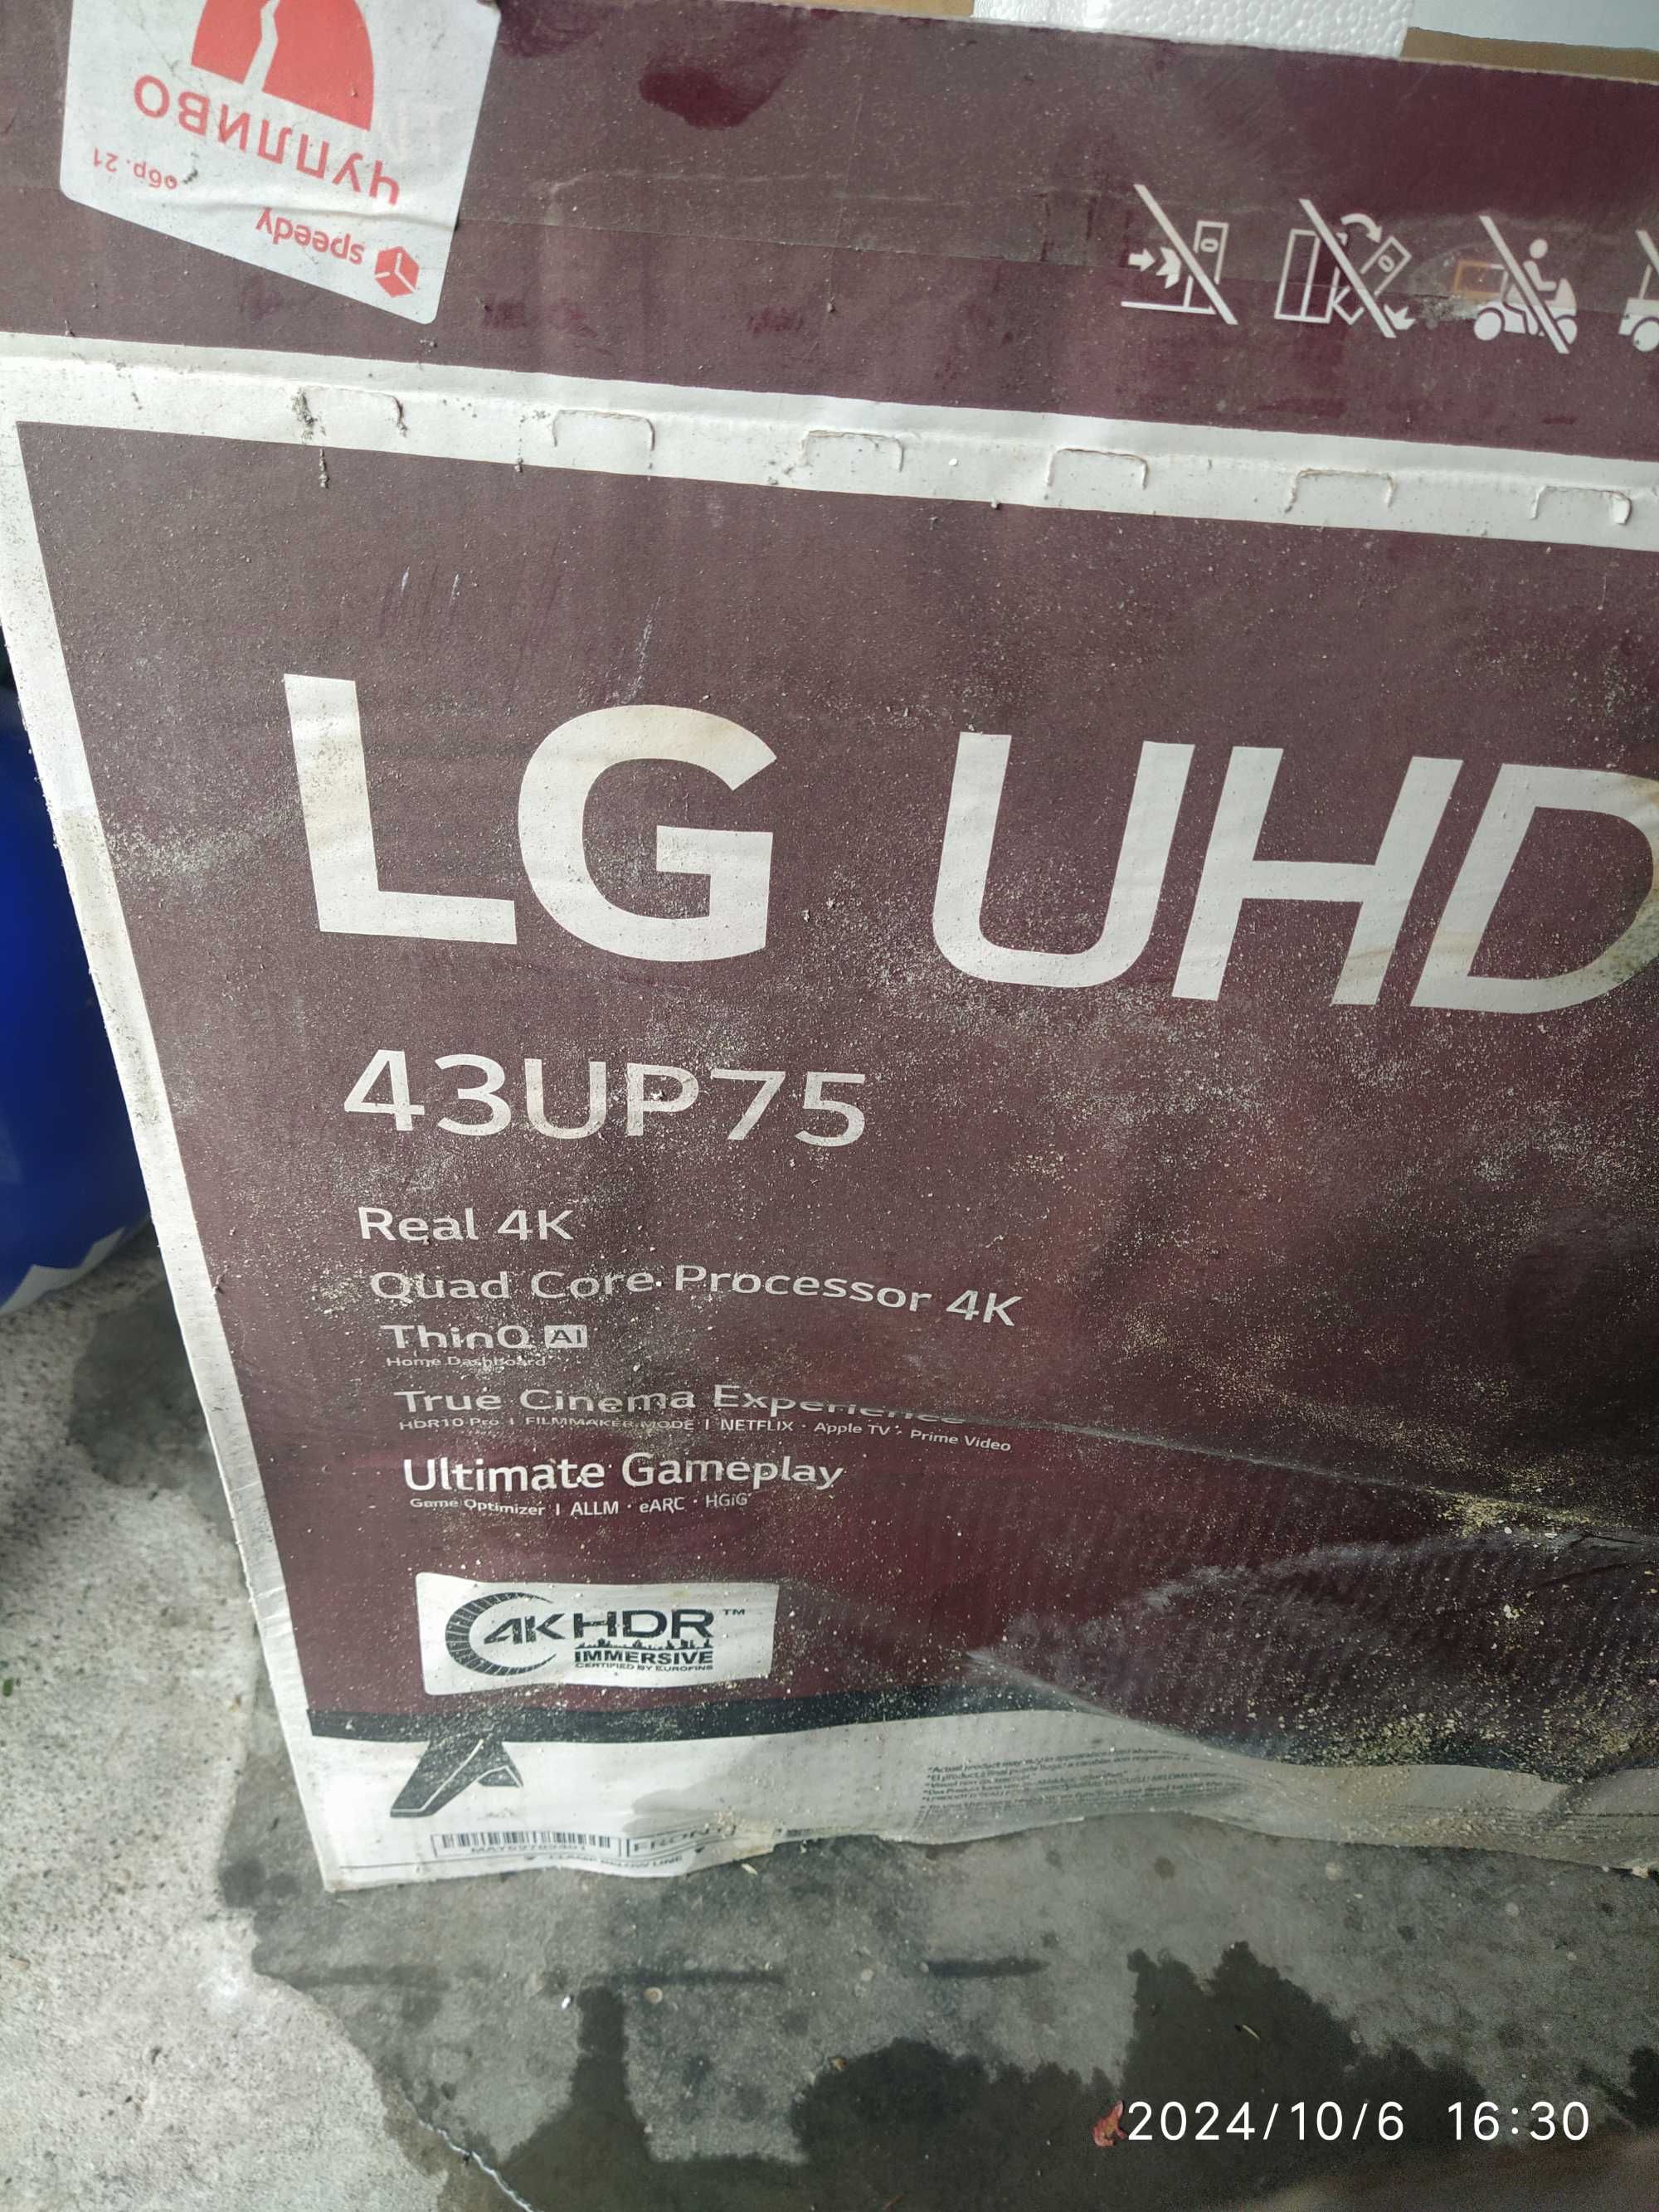 speedy
обр. 21
ЧУПЛИВО
LG UHD
43UP75
Real 4K
Quad Core Processor 4K
ThinQ AI
Home Dashboard
True Cinema Experience
HDR10 Pro | FILMMAKER MODE | NETFLIX · Apple TV · Prime Video
Ultimate Gameplay
Game Optimizer | ALLM · eARC · HGiG
4K HDR™
IMMERSIVE
CERTIFIED BY EUROFINS
2024/10/6 16:30